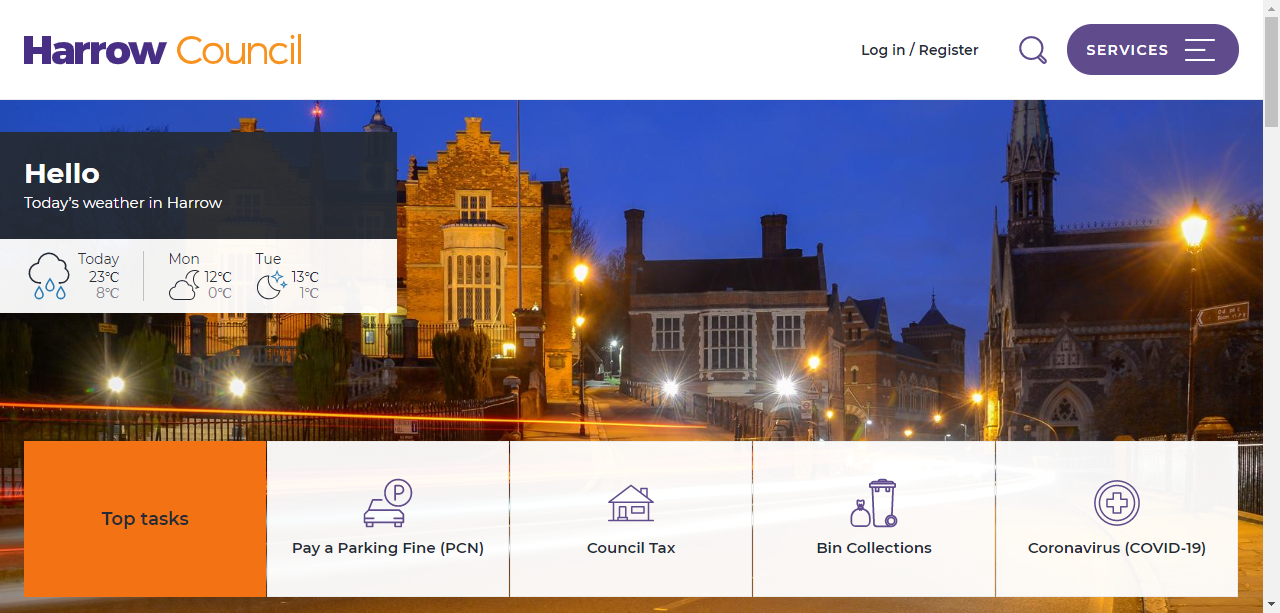 Harrow Council
Log in / Register
SERVICES
Hello
Today's weather in Harrow
Today
23°C
8°C
Mon
12°C
0°C
Tue
13°C
1°C
Top tasks
P
Pay a Parking Fine (PCN)
Council Tax
Bin Collections
Coronavirus (COVID-19)